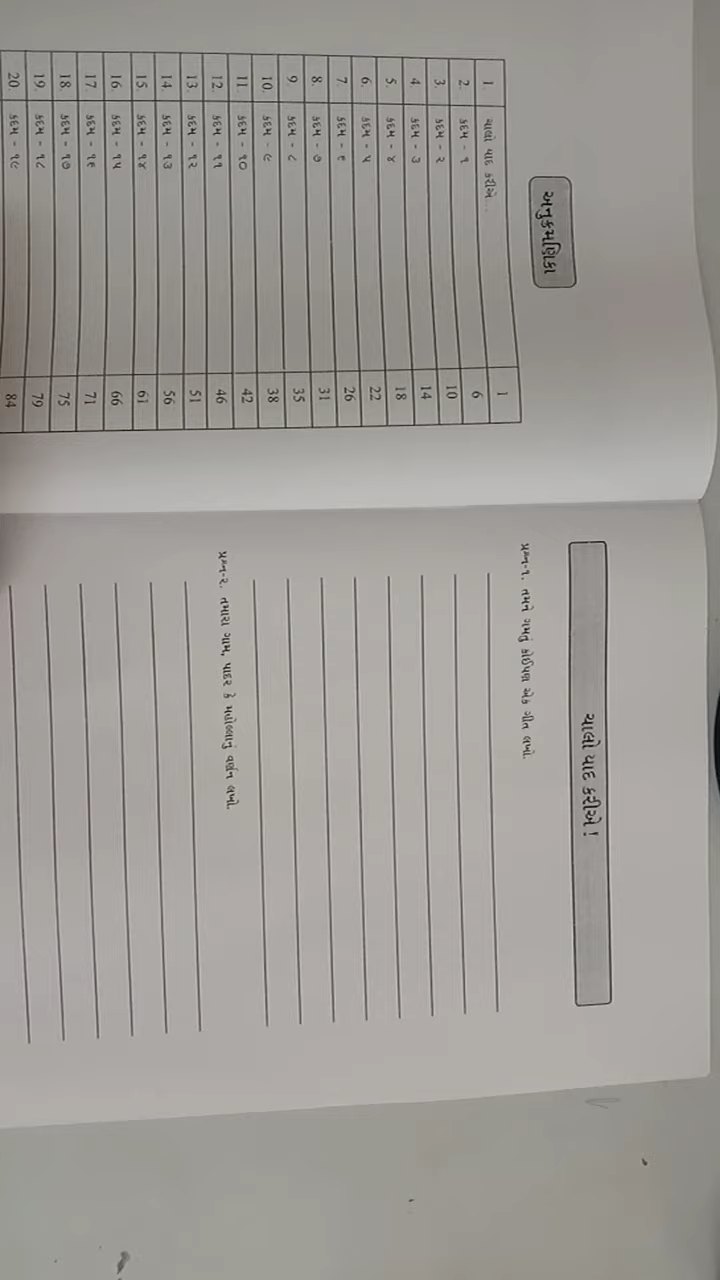 અનુક્રમણિકા
1. ચાલો યાદ કરીએ... 1
2. કદમ - ૧ 6
3. કદમ - ૨ 10
4. કદમ - ૩ 14
5. કદમ - ૪ 18
6. કદમ - ૫ 22
7. કદમ - ૬ 26
8. કદમ - ૭ 31
9. કદમ - ૮ 35
10. કદમ - ૯ 38
11. કદમ - ૧૦ 42
12. કદમ - ૧૧ 46
13. કદમ - ૧૨ 51
14. કદમ - ૧૩ 56
15. કદમ - ૧૪ 61
16. કદમ - ૧૫ 66
17. કદમ - ૧૬ 71
18. કદમ - ૧૭ 75
19. કદમ - ૧૮ 79
20. કદમ - ૧૯ 84
ચાલો યાદ કરીએ !
પ્રશ્ન-૧. તમને ગમતું કોઈપણ એક ગીત લખો.
પ્રશ્ન-૨. તમારા ગામ, પાદર કે મહોલ્લાનું વર્ણન લખો.